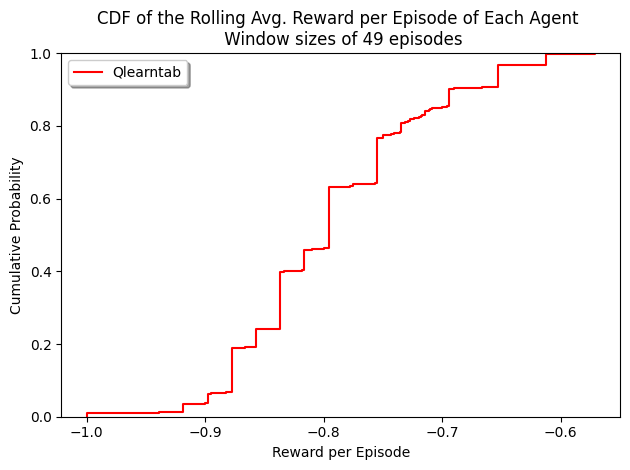 CDF of the Rolling Avg. Reward per Episode of Each Agent
Window sizes of 49 episodes
Qlearntab
Cumulative Probability
1.0
0.8
0.6
0.4
0.2
0.0
−1.0 −0.9 −0.8 −0.7 −0.6
Reward per Episode